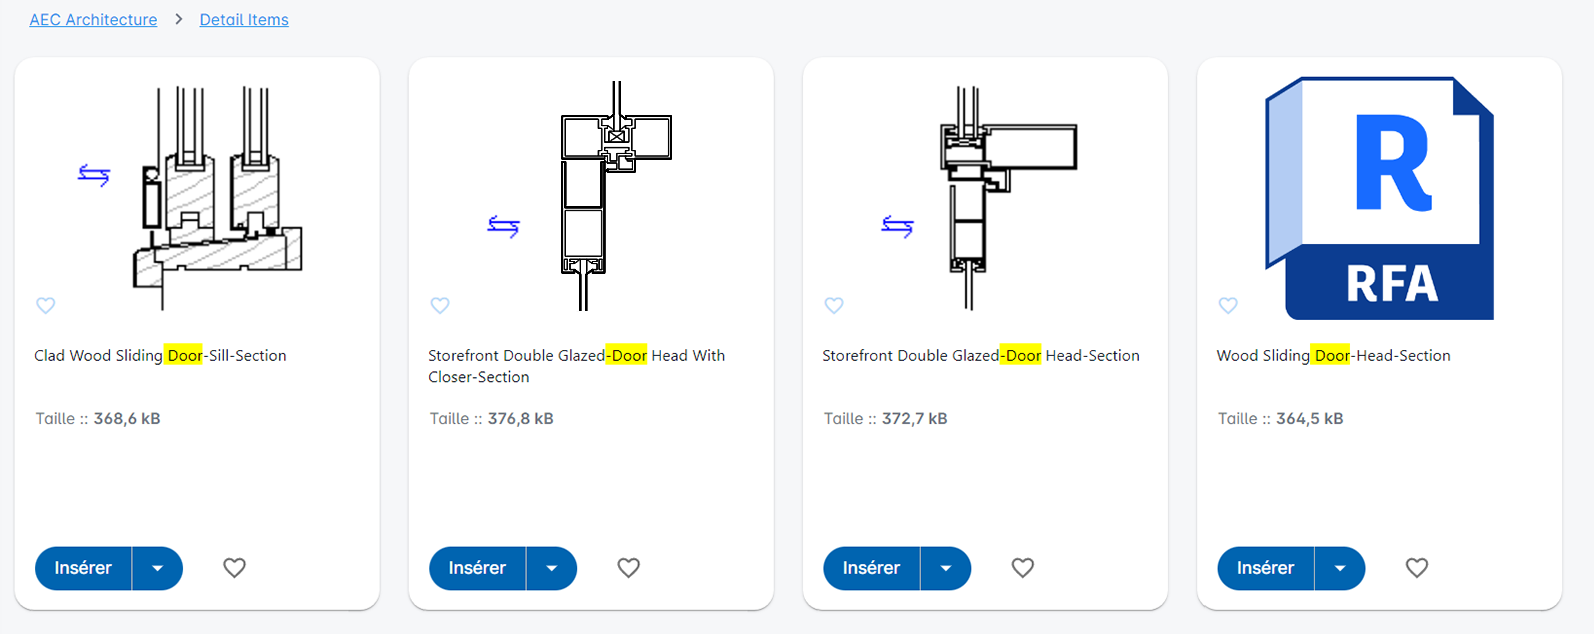 AEC Architecture > Detail Items
R
RFA
Clad Wood Sliding Door-Sill-Section
Taille :: 368,6 kB
Insérer
Storefront Double Glazed-Door Head With
Closer-Section
Taille :: 376,8 kB
Insérer
Storefront Double Glazed-Door Head-Section
Taille :: 372,7 kB
Insérer
Wood Sliding Door-Head-Section
Taille :: 364,5 kB
Insérer